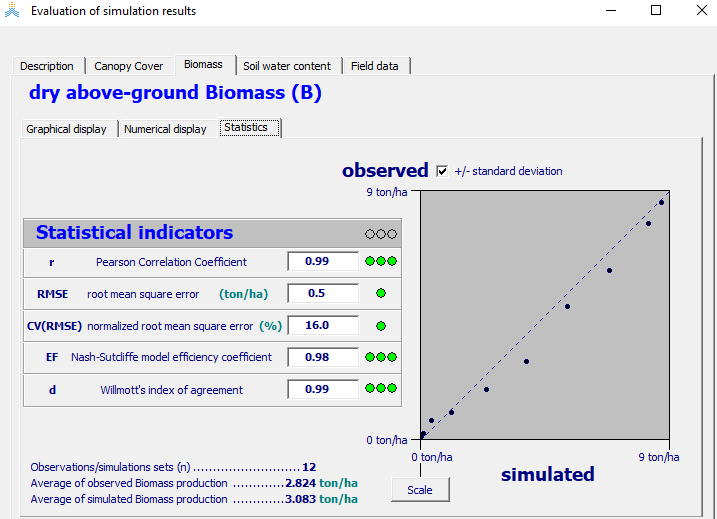 Evaluation of simulation results
Description Canopy Cover Biomass Soil water content Field data
dry above-ground Biomass (B)
Graphical display Numerical display Statistics
observed +/- standard deviation
9 ton/ha
Statistical indicators
r Pearson Correlation Coefficient 0.99
RMSE root mean square error (ton/ha) 0.5
CV(RMSE) normalized root mean square error (%) 16.0
EF Nash-Sutcliffe model efficiency coefficient 0.98
d Willmott's index of agreement 0.99
0 ton/ha
0 ton/ha 9 ton/ha
simulated
Observations/simulations sets (n) ........................... 12
Average of observed Biomass production .............2.824 ton/ha
Average of simulated Biomass production .............3.083 ton/ha
Scale